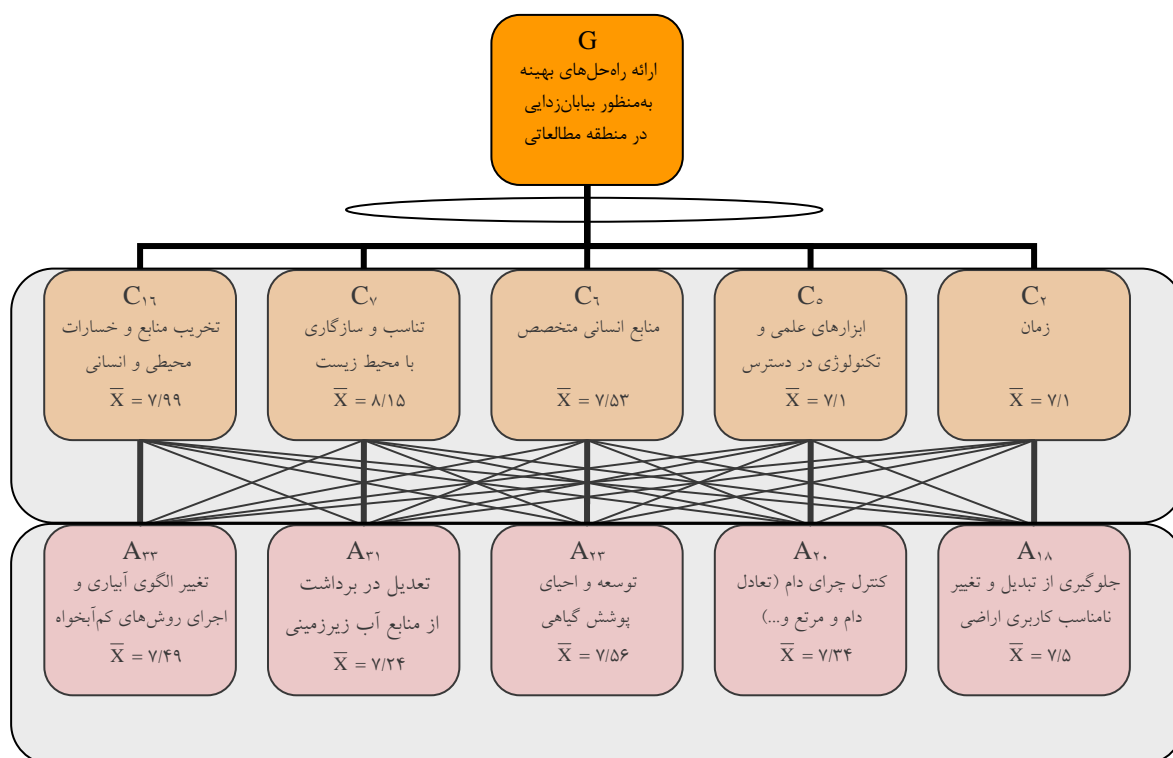 G
ارائه راه‌حل‌های بهینه
به‌منظور بیابان‌زدایی
در منطقه مطالعاتی
C۲
زمان
X̅ = ۷/۱
C۵
ابزارهای علمی و
تکنولوژی در دسترس
X̅ = ۷/۱
C۶
منابع انسانی متخصص
X̅ = ۷/۵۳
C۷
تناسب و سازگاری
با محیط زیست
X̅ = ۸/۱۵
C۱۶
تخریب منابع و خسارات
محیطی و انسانی
X̅ = ۷/۹۹
A۱۸
جلوگیری از تبدیل و تغییر
نامناسب کاربری اراضی
X̅ = ۷/۵
A۲۰
کنترل چرای دام (تعادل
دام و مرتع و...)
X̅ = ۷/۳۴
A۲۳
توسعه و احیای
پوشش گیاهی
X̅ = ۷/۵۶
A۳۱
تعدیل در برداشت
از منابع آب زیرزمینی
X̅ = ۷/۲۴
A۳۳
تغییر الگوی آبیاری و
اجرای روش‌های کم‌آبخواه
X̅ = ۷/۴۹